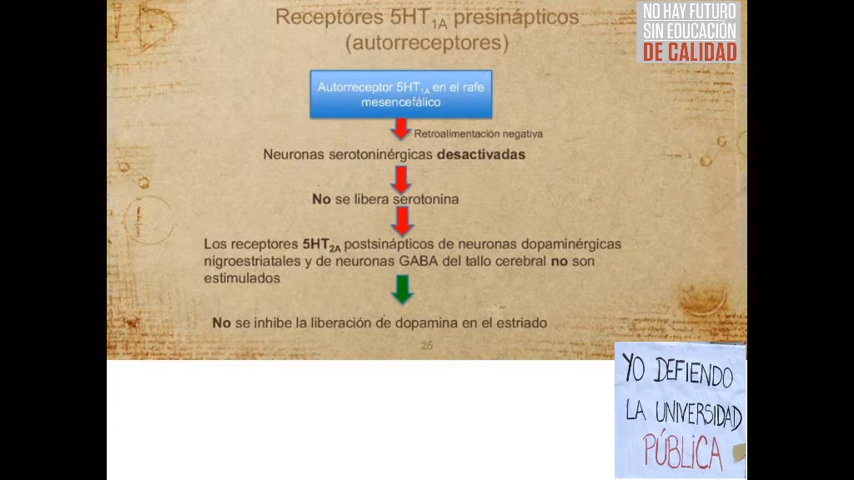 Receptores 5HT1A presinápticos
(autorreceptores)
NO HAY FUTURO
SIN EDUCACIÓN
DE CALIDAD
Autorreceptor 5HT1A en el rafe
mesencefálico
Retroalimentación negativa
Neuronas serotoninérgicas desactivadas
No se libera serotonina
Los receptores 5HT2A postsinápticos de neuronas dopaminérgicas
nigroestriatales y de neuronas GABA del tallo cerebral no son
estimulados
No se inhibe la liberación de dopamina en el estriado
25
YO DEFIENDO
LA UNIVERSIDAD
PÚBLICA